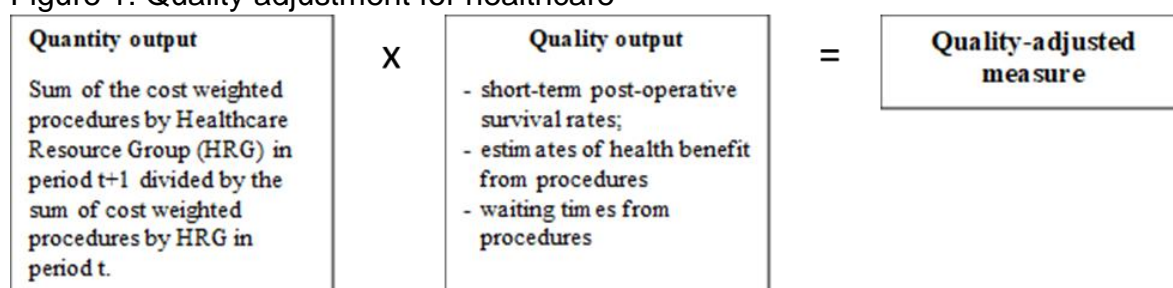 Figure 1: Quality adjustment for healthcare
Quantity output
Sum of the cost weighted
procedures by Healthcare
Resource Group (HRG) in
period t+1 divided by the
sum of cost weighted
procedures by HRG in
period t.
x
Quality output
- short-term post-operative
survival rates;
- estimates of health benefit
from procedures
- waiting times from
procedures
=
Quality-adjusted
measure